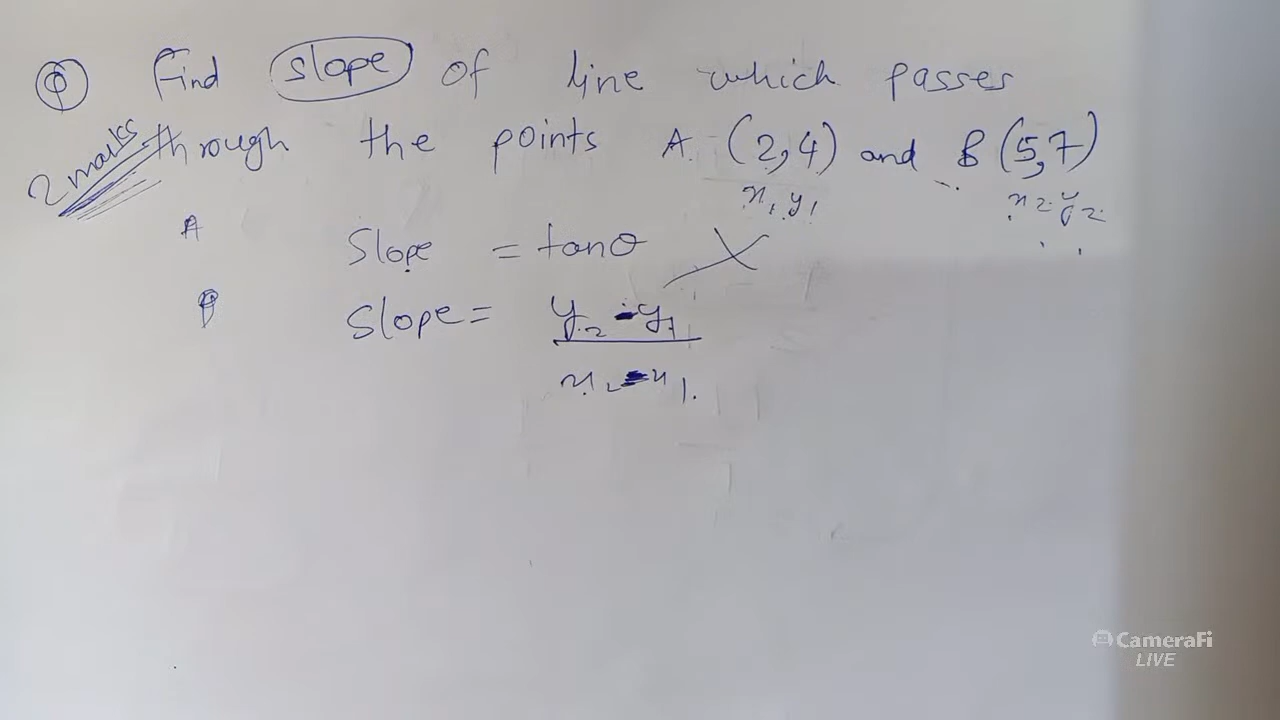 Q Find slope of line which passes
2 marks through the points A. (2,4) and B (5,7)
x₁ y₁ x₂ y₂
A Slope = tanθ
P Slope = y₂ - y₁
x₂ - x₁.
CameraFi
LIVE